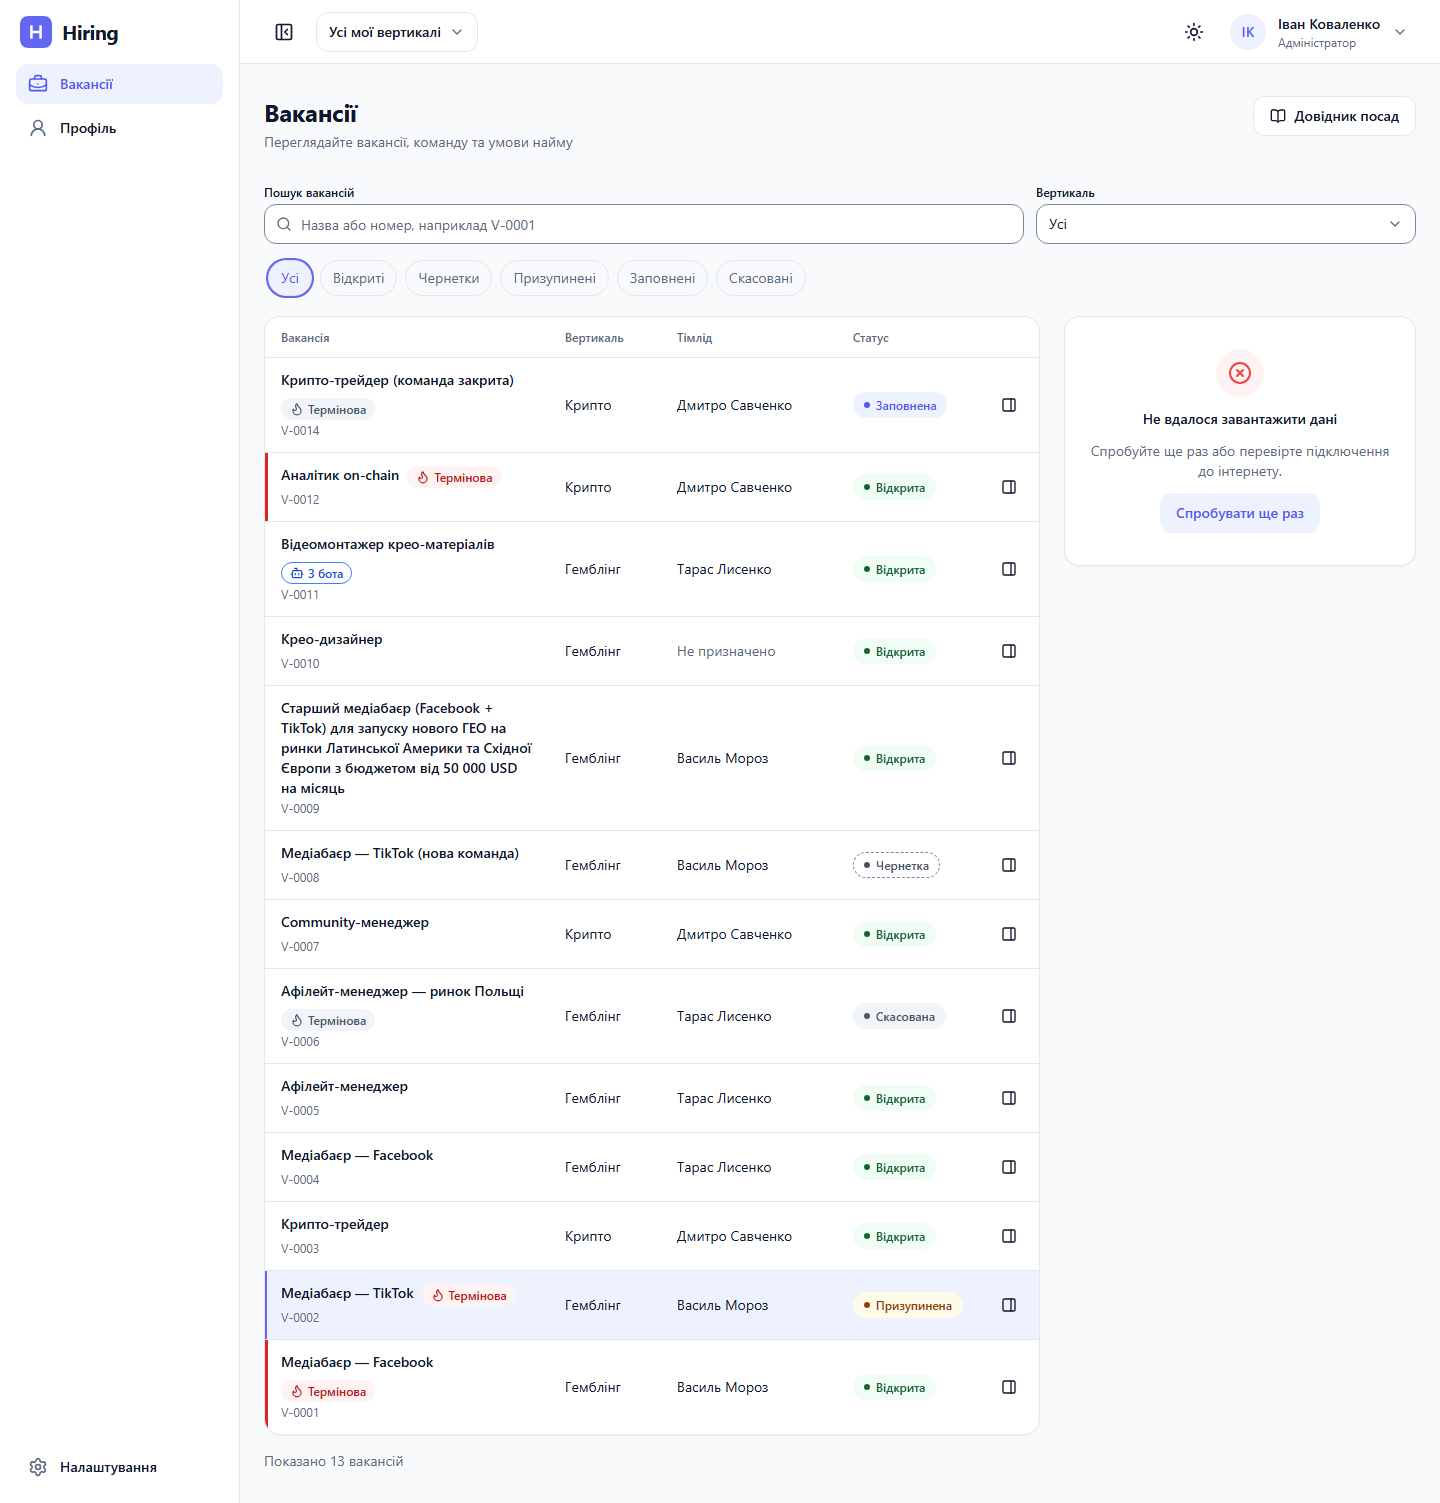 H Hiring
Вакансії
Профіль
Налаштування
Усі мої вертикалі
ІК
Іван Коваленко
Адміністратор
Вакансії
Переглядайте вакансії, команду та умови найму
Довідник посад
Пошук вакансій
Назва або номер, наприклад V-0001
Вертикаль
Усі
Усі Відкриті Чернетки Призупинені Заповнені Скасовані
Вакансія Вертикаль Тімлід Статус
Крипто-трейдер (команда закрита)
Термінова
V-0014
Крипто Дмитро Савченко Заповнена
Аналітик on-chain Термінова
V-0012
Крипто Дмитро Савченко Відкрита
Відеомонтажер крео-матеріалів
З бота
V-0011
Гемблінг Тарас Лисенко Відкрита
Крео-дизайнер
V-0010
Гемблінг Не призначено Відкрита
Старший медіабаєр (Facebook +
TikTok) для запуску нового ГЕО на
ринки Латинської Америки та Східної
Європи з бюджетом від 50 000 USD
на місяць
V-0009
Гемблінг Василь Мороз Відкрита
Медіабаєр — TikTok (нова команда)
V-0008
Гемблінг Василь Мороз Чернетка
Community-менеджер
V-0007
Крипто Дмитро Савченко Відкрита
Афілейт-менеджер — ринок Польщі
Термінова
V-0006
Гемблінг Тарас Лисенко Скасована
Афілейт-менеджер
V-0005
Гемблінг Тарас Лисенко Відкрита
Медіабаєр — Facebook
V-0004
Гемблінг Тарас Лисенко Відкрита
Крипто-трейдер
V-0003
Крипто Дмитро Савченко Відкрита
Медіабаєр — TikTok Термінова
V-0002
Гемблінг Василь Мороз Призупинена
Медіабаєр — Facebook
Термінова
V-0001
Гемблінг Василь Мороз Відкрита
Показано 13 вакансій
Не вдалося завантажити дані
Спробуйте ще раз або перевірте підключення
до інтернету.
Спробувати ще раз